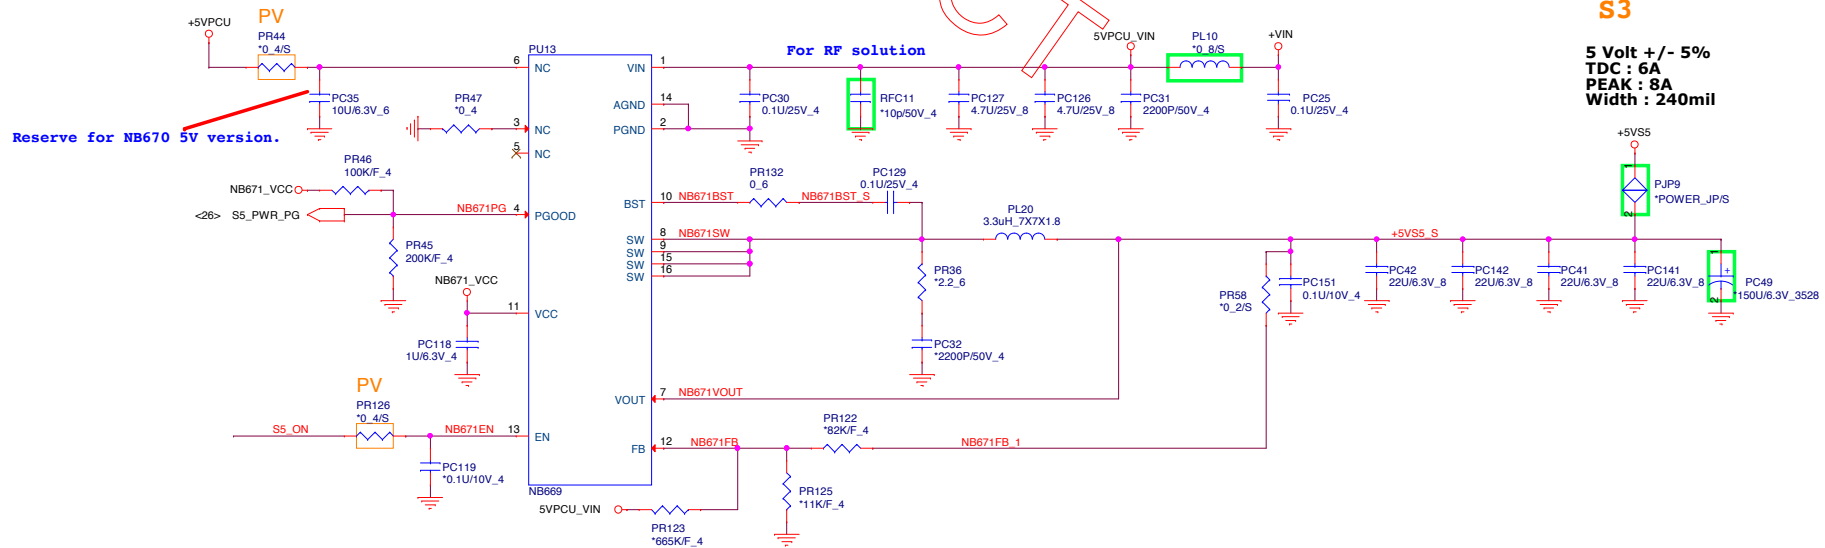 S3
5 Volt +/- 5%
TDC : 6A
PEAK : 8A
Width : 240mil
C T
PV
+5VPCU
PR44
*0_4/S
PU13
For RF solution
5VPCU_VIN
PL10
*0_8/S
+VIN
6 NC
VIN 1
PC35
10U/6.3V_6
PR47
*0_4
3 NC
5 NC
AGND 14
PGND 2
PC30
0.1U/25V_4
RFC11
*10p/50V_4
PC127
4.7U/25V_8
PC126
4.7U/25V_8
PC31
2200P/50V_4
PC25
0.1U/25V_4
Reserve for NB670 5V version.
PR46
100K/F_4
NB671_VCC
<26> S5_PWR_PG
NB671PG
4 PGOOD
PR45
200K/F_4
NB671_VCC
11 VCC
PC118
1U/6.3V_4
BST 10
NB671BST
PR132
0_6
NB671BST_S
PC129
0.1U/25V_4
SW 8
NB671SW
SW 9
SW 15
SW 16
PL20
3.3uH_7X7X1.8
PR36
*2.2_6
PC32
*2200P/50V_4
+5VS5_S
+5VS5
1
PJP9
*POWER_JP/S
2
PR58
*0_2/S
PC151
0.1U/10V_4
PC42
22U/6.3V_8
PC142
22U/6.3V_8
PC41
22U/6.3V_8
PC141
22U/6.3V_8
1
+
PC49
*150U/6.3V_3528
2
VOUT 7
NB671VOUT
PV
PR126
*0_4/S
S5_ON
NB671EN
13 EN
PC119
*0.1U/10V_4
FB 12
NB671FB
PR122
*82K/F_4
NB671FB_1
PR125
*11K/F_4
NB669
5VPCU_VIN
PR123
*665K/F_4